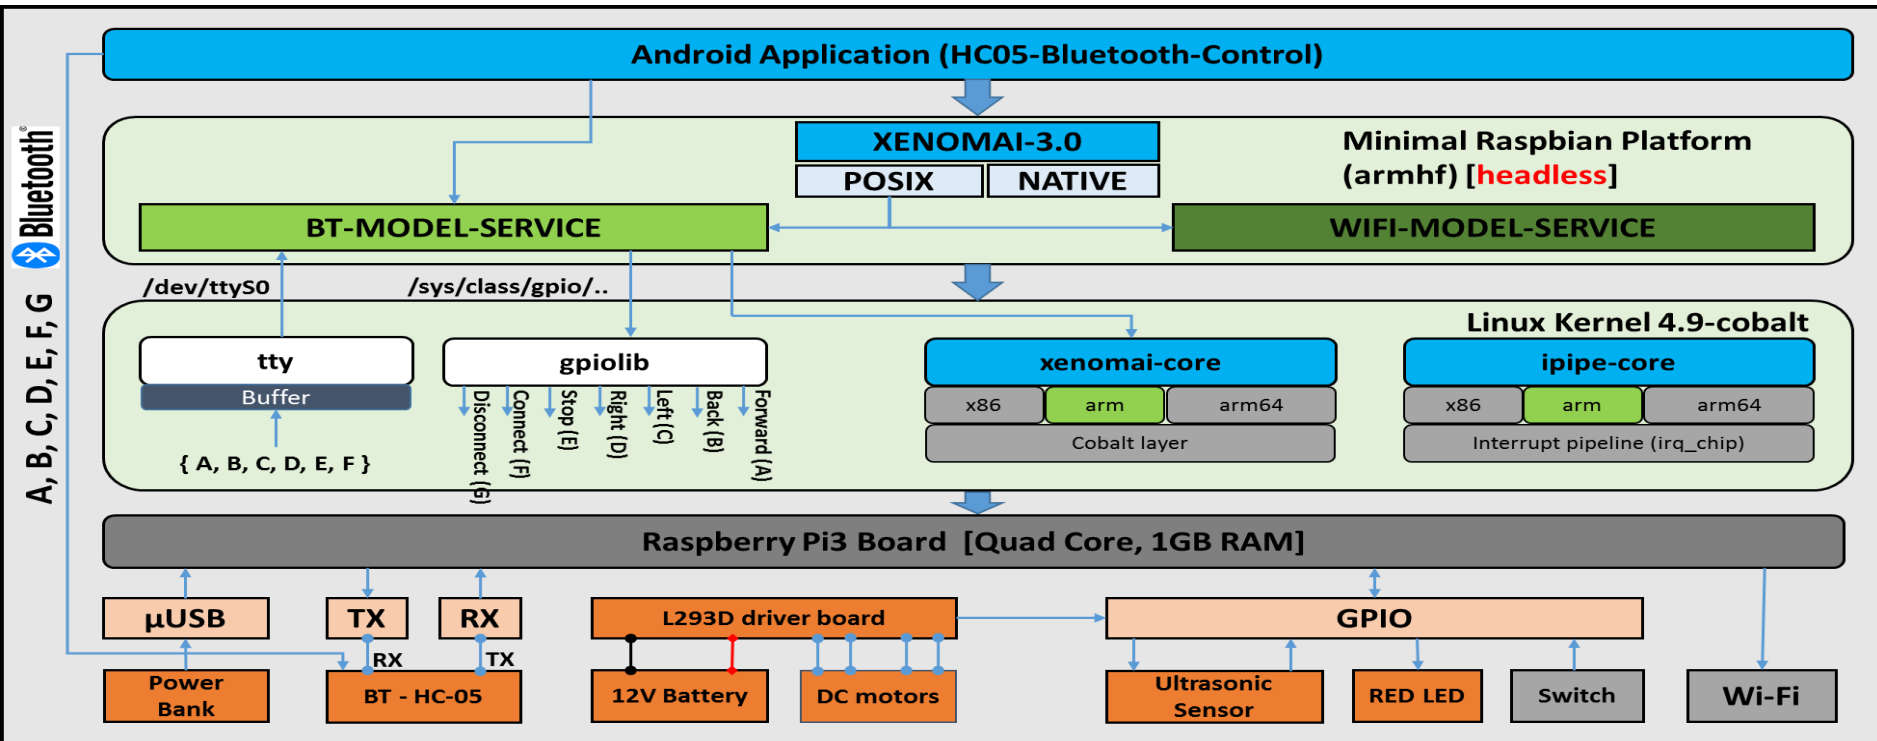 Android Application (HC05-Bluetooth-Control)
Bluetooth®
A, B, C, D, E, F, G
XENOMAI-3.0
POSIX
NATIVE
Minimal Raspbian Platform
(armhf) [headless]
BT-MODEL-SERVICE
WIFI-MODEL-SERVICE
/dev/ttyS0
/sys/class/gpio/..
Linux Kernel 4.9-cobalt
tty
Buffer
{ A, B, C, D, E, F }
gpiolib
Disconnect (G)
Connect (F)
Stop (E)
Right (D)
Left (C)
Back (B)
Forward (A)
xenomai-core
x86
arm
arm64
Cobalt layer
ipipe-core
x86
arm
arm64
Interrupt pipeline (irq_chip)
Raspberry Pi3 Board [Quad Core, 1GB RAM]
µUSB
TX
RX
L293D driver board
GPIO
RX
TX
Power
Bank
BT - HC-05
12V Battery
DC motors
Ultrasonic
Sensor
RED LED
Switch
Wi-Fi